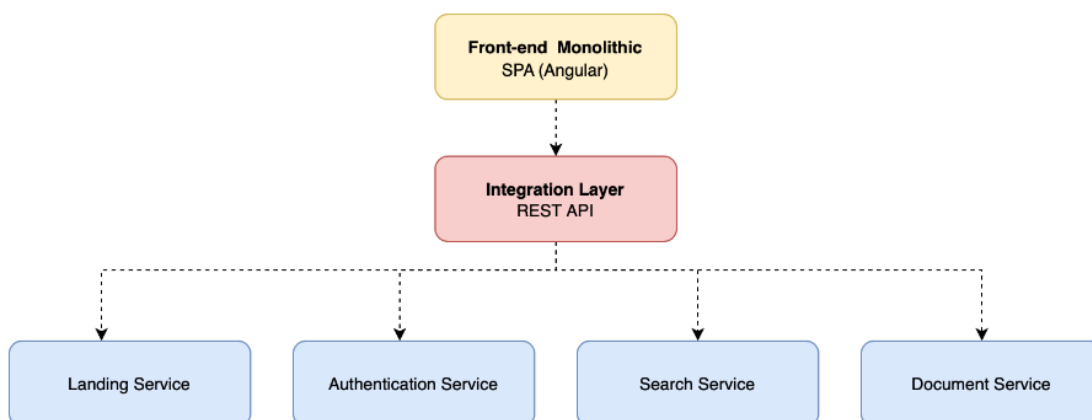 Front-end Monolithic
SPA (Angular)
Integration Layer
REST API
Landing Service
Authentication Service
Search Service
Document Service